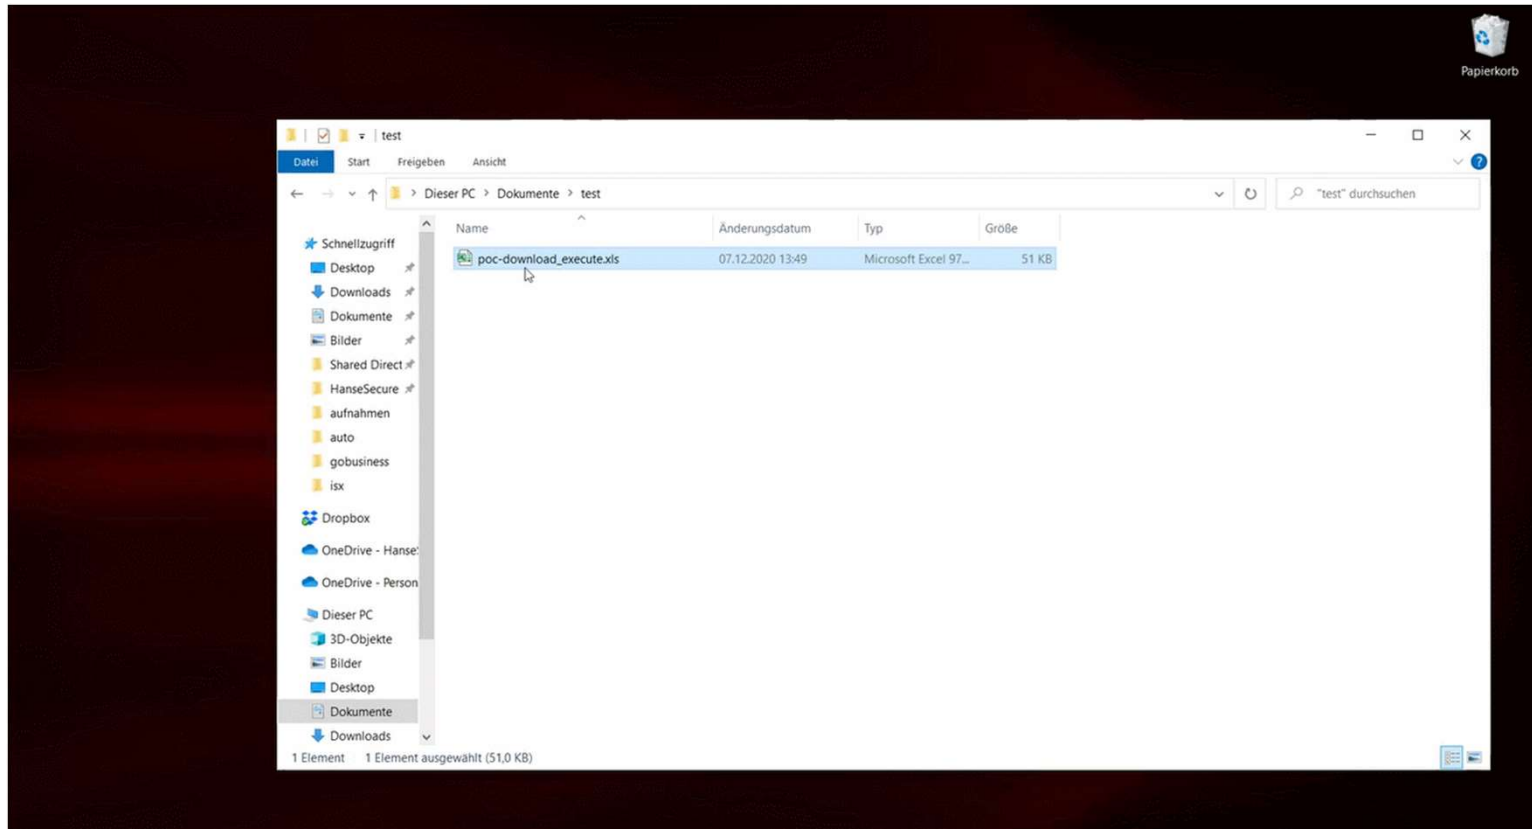 Papierkorb
test
Datei Start Freigeben Ansicht
Dieser PC > Dokumente > test
"test" durchsuchen
Name Änderungsdatum Typ Größe
poc-download_execute.xls 07.12.2020 13:49 Microsoft Excel 97... 51 KB
Schnellzugriff
Desktop
Downloads
Dokumente
Bilder
Shared Direct
HanseSecure
aufnahmen
auto
gobusiness
isx
Dropbox
OneDrive - Hanse
OneDrive - Person
Dieser PC
3D-Objekte
Bilder
Desktop
Dokumente
Downloads
1 Element 1 Element ausgewählt (51,0 KB)